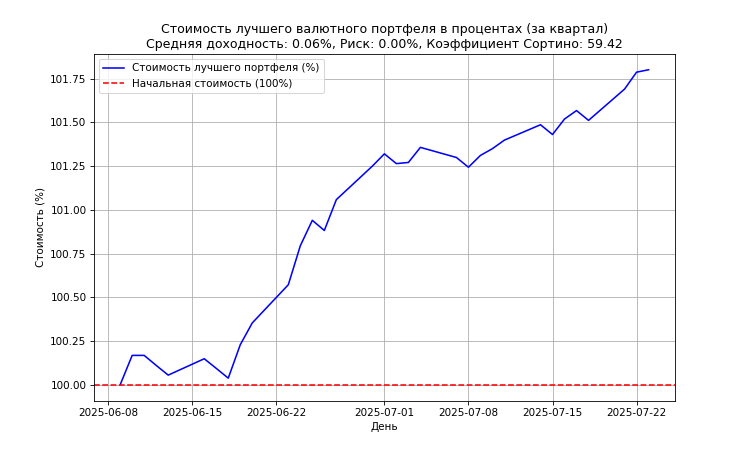 Стоимость лучшего валютного портфеля в процентах (за квартал)
Средняя доходность: 0.06%, Риск: 0.00%, Коэффициент Сортино: 59.42
Стоимость лучшего портфеля (%)
Начальная стоимость (100%)
Стоимость (%)
101.75
101.50
101.25
101.00
100.75
100.50
100.25
100.00
2025-06-08
2025-06-15
2025-06-22
2025-07-01
2025-07-08
2025-07-15
2025-07-22
День